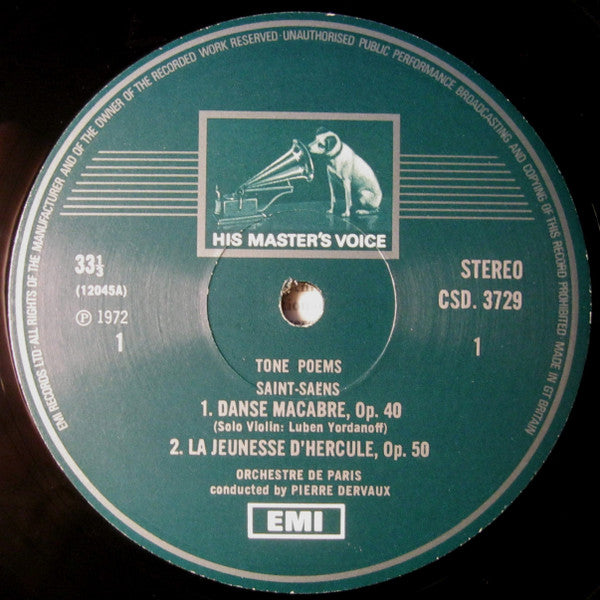 EMI RECORDS LTD·ALL RIGHTS OF THE MANUFACTURER AND OF THE OWNER OF THE RECORDED WORK RESERVED·UNAUTHORISED PUBLIC PERFORMANCE BROADCASTING AND COPYING OF THIS RECORD PROHIBITED·MADE IN GT BRITAIN
HIS MASTER'S VOICE
33⅓ STEREO
(12045A) CSD. 3729
Ⓟ 1972
1 1
TONE POEMS
SAINT-SAËNS
1. DANSE MACABRE, Op. 40
(Solo Violin: Luben Yordanoff)
2. LA JEUNESSE D'HERCULE, Op. 50
ORCHESTRE DE PARIS
conducted by PIERRE DERVAUX
EMI